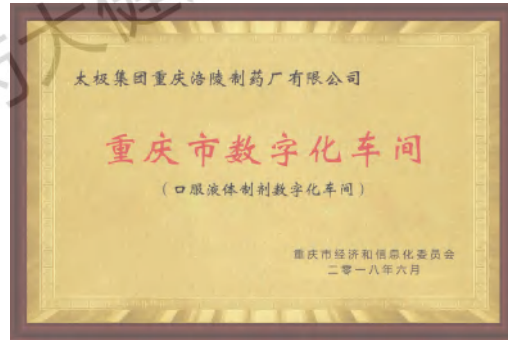 太极集团重庆涪陵制药厂有限公司
重庆市数字化车间
（口服液体制剂数字化车间）
重庆市经济和信息化委员会
二零一八年六月